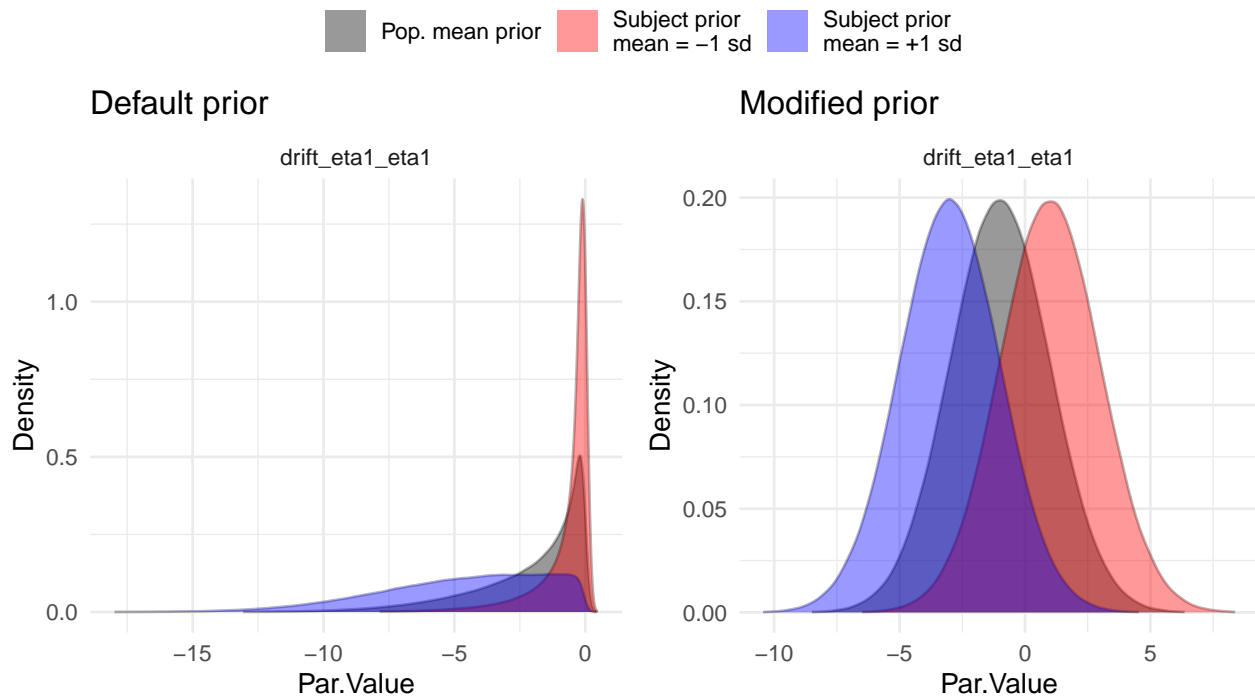 Pop. mean prior
Subject prior
mean = −1 sd
Subject prior
mean = +1 sd
Default prior
drift_eta1_eta1
Density
1.0
0.5
0.0
−15
−10
−5
0
Par.Value
Modified prior
drift_eta1_eta1
Density
0.20
0.15
0.10
0.05
0.00
−10
−5
0
5
Par.Value